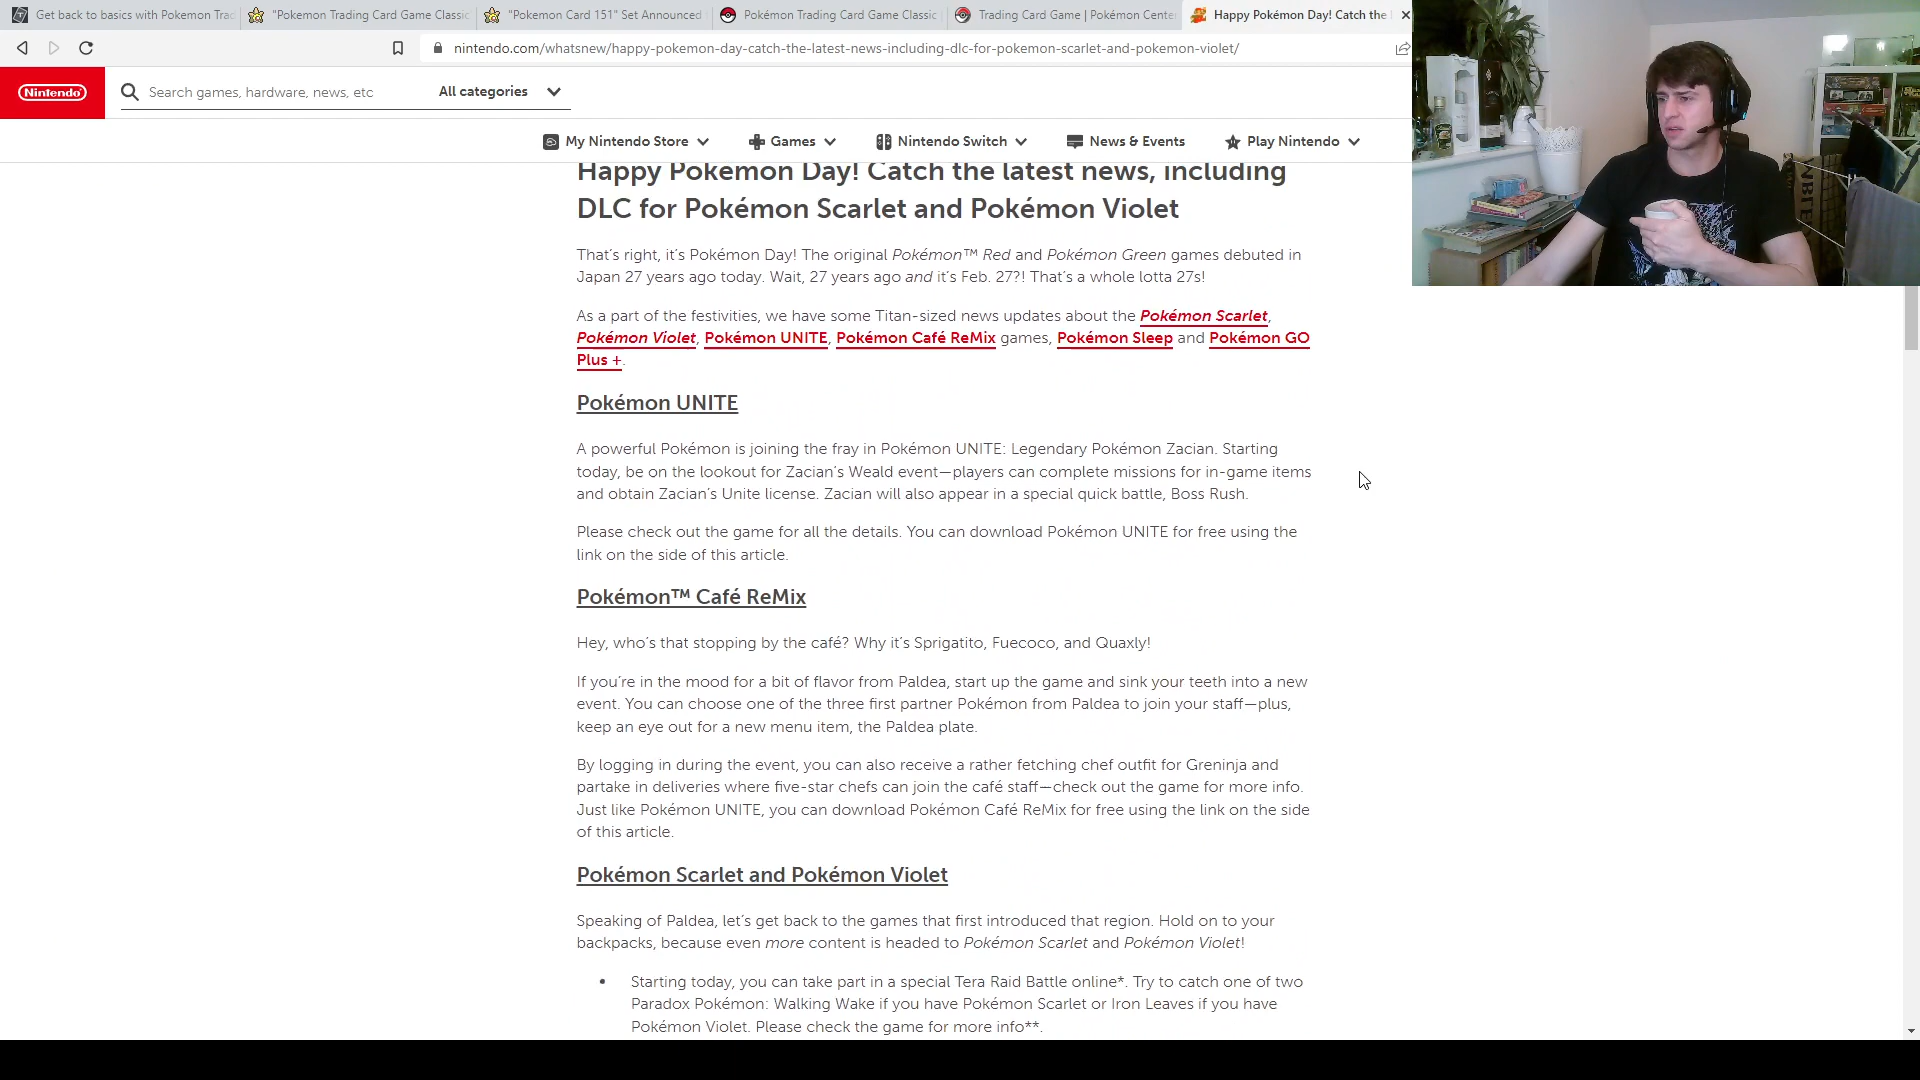 Get back to basics with Pokemon Trad
"Pokemon Trading Card Game Classic
"Pokemon Card 151" Set Announced
Pokémon Trading Card Game Classic
Trading Card Game | Pokémon Cente
Happy Pokémon Day! Catch the
nintendo.com/whatsnew/happy-pokemon-day-catch-the-latest-news-including-dlc-for-pokemon-scarlet-and-pokemon-violet/
Nintendo
Search games, hardware, news, etc
All categories
My Nintendo Store
Games
Nintendo Switch
News & Events
Play Nintendo
Happy Pokémon Day! Catch the latest news, including
DLC for Pokémon Scarlet and Pokémon Violet
That's right, it's Pokémon Day! The original Pokémon™ Red and Pokémon Green games debuted in
Japan 27 years ago today. Wait, 27 years ago and it's Feb. 27?! That's a whole lotta 27s!
As a part of the festivities, we have some Titan-sized news updates about the Pokémon Scarlet,
Pokémon Violet, Pokémon UNITE, Pokémon Café ReMix games, Pokémon Sleep and Pokémon GO
Plus +.
Pokémon UNITE
A powerful Pokémon is joining the fray in Pokémon UNITE: Legendary Pokémon Zacian. Starting
today, be on the lookout for Zacian's Weald event—players can complete missions for in-game items
and obtain Zacian's Unite license. Zacian will also appear in a special quick battle, Boss Rush.
Please check out the game for all the details. You can download Pokémon UNITE for free using the
link on the side of this article.
Pokémon™ Café ReMix
Hey, who's that stopping by the café? Why it's Sprigatito, Fuecoco, and Quaxly!
If you're in the mood for a bit of flavor from Paldea, start up the game and sink your teeth into a new
event. You can choose one of the three first partner Pokémon from Paldea to join your staff—plus,
keep an eye out for a new menu item, the Paldea plate.
By logging in during the event, you can also receive a rather fetching chef outfit for Greninja and
partake in deliveries where five-star chefs can join the café staff—check out the game for more info.
Just like Pokémon UNITE, you can download Pokémon Café ReMix for free using the link on the side
of this article.
Pokémon Scarlet and Pokémon Violet
Speaking of Paldea, let's get back to the games that first introduced that region. Hold on to your
backpacks, because even more content is headed to Pokémon Scarlet and Pokémon Violet!
• Starting today, you can take part in a special Tera Raid Battle online*. Try to catch one of two
Paradox Pokémon: Walking Wake if you have Pokémon Scarlet or Iron Leaves if you have
Pokémon Violet. Please check the game for more info**.